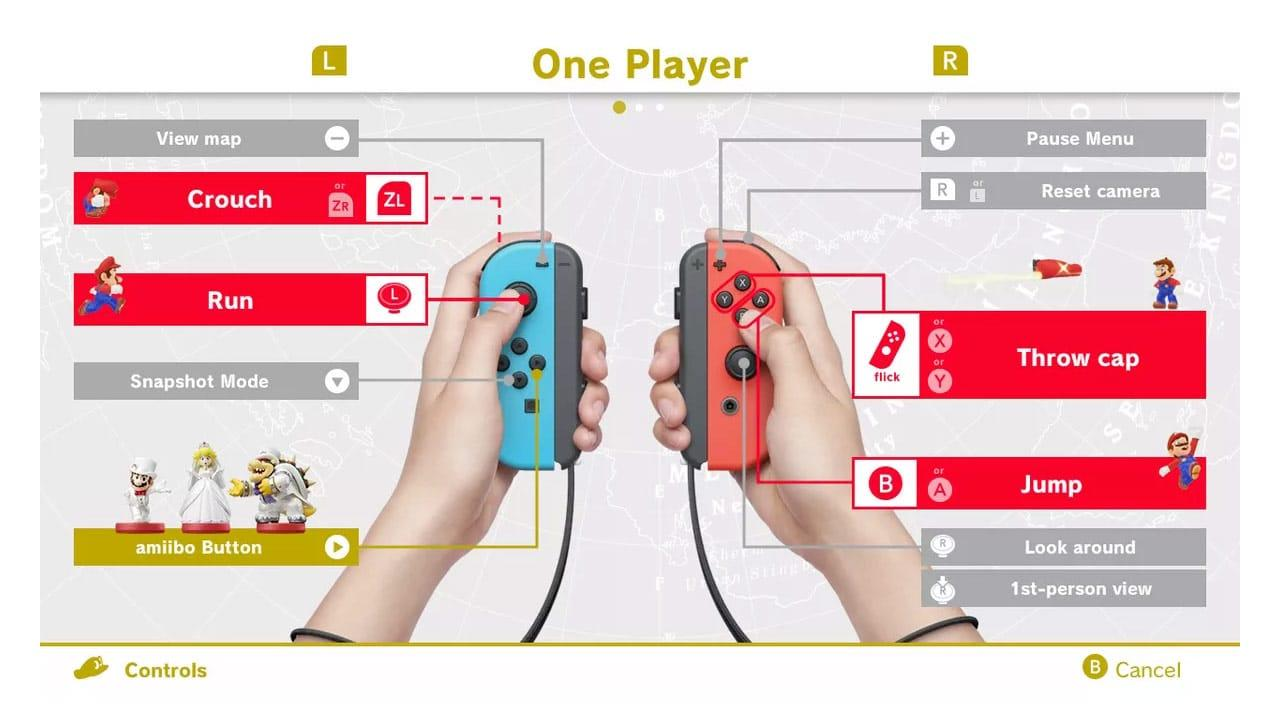 L
One Player
R
View map
Crouch
or
ZR
ZL
Run
L
Snapshot Mode
amiibo Button
Pause Menu
R
or
L
Reset camera
X
Y
A
flick
or
X
or
Y
Throw cap
B
or
A
Jump
R
Look around
R
1st-person view
Controls
B Cancel